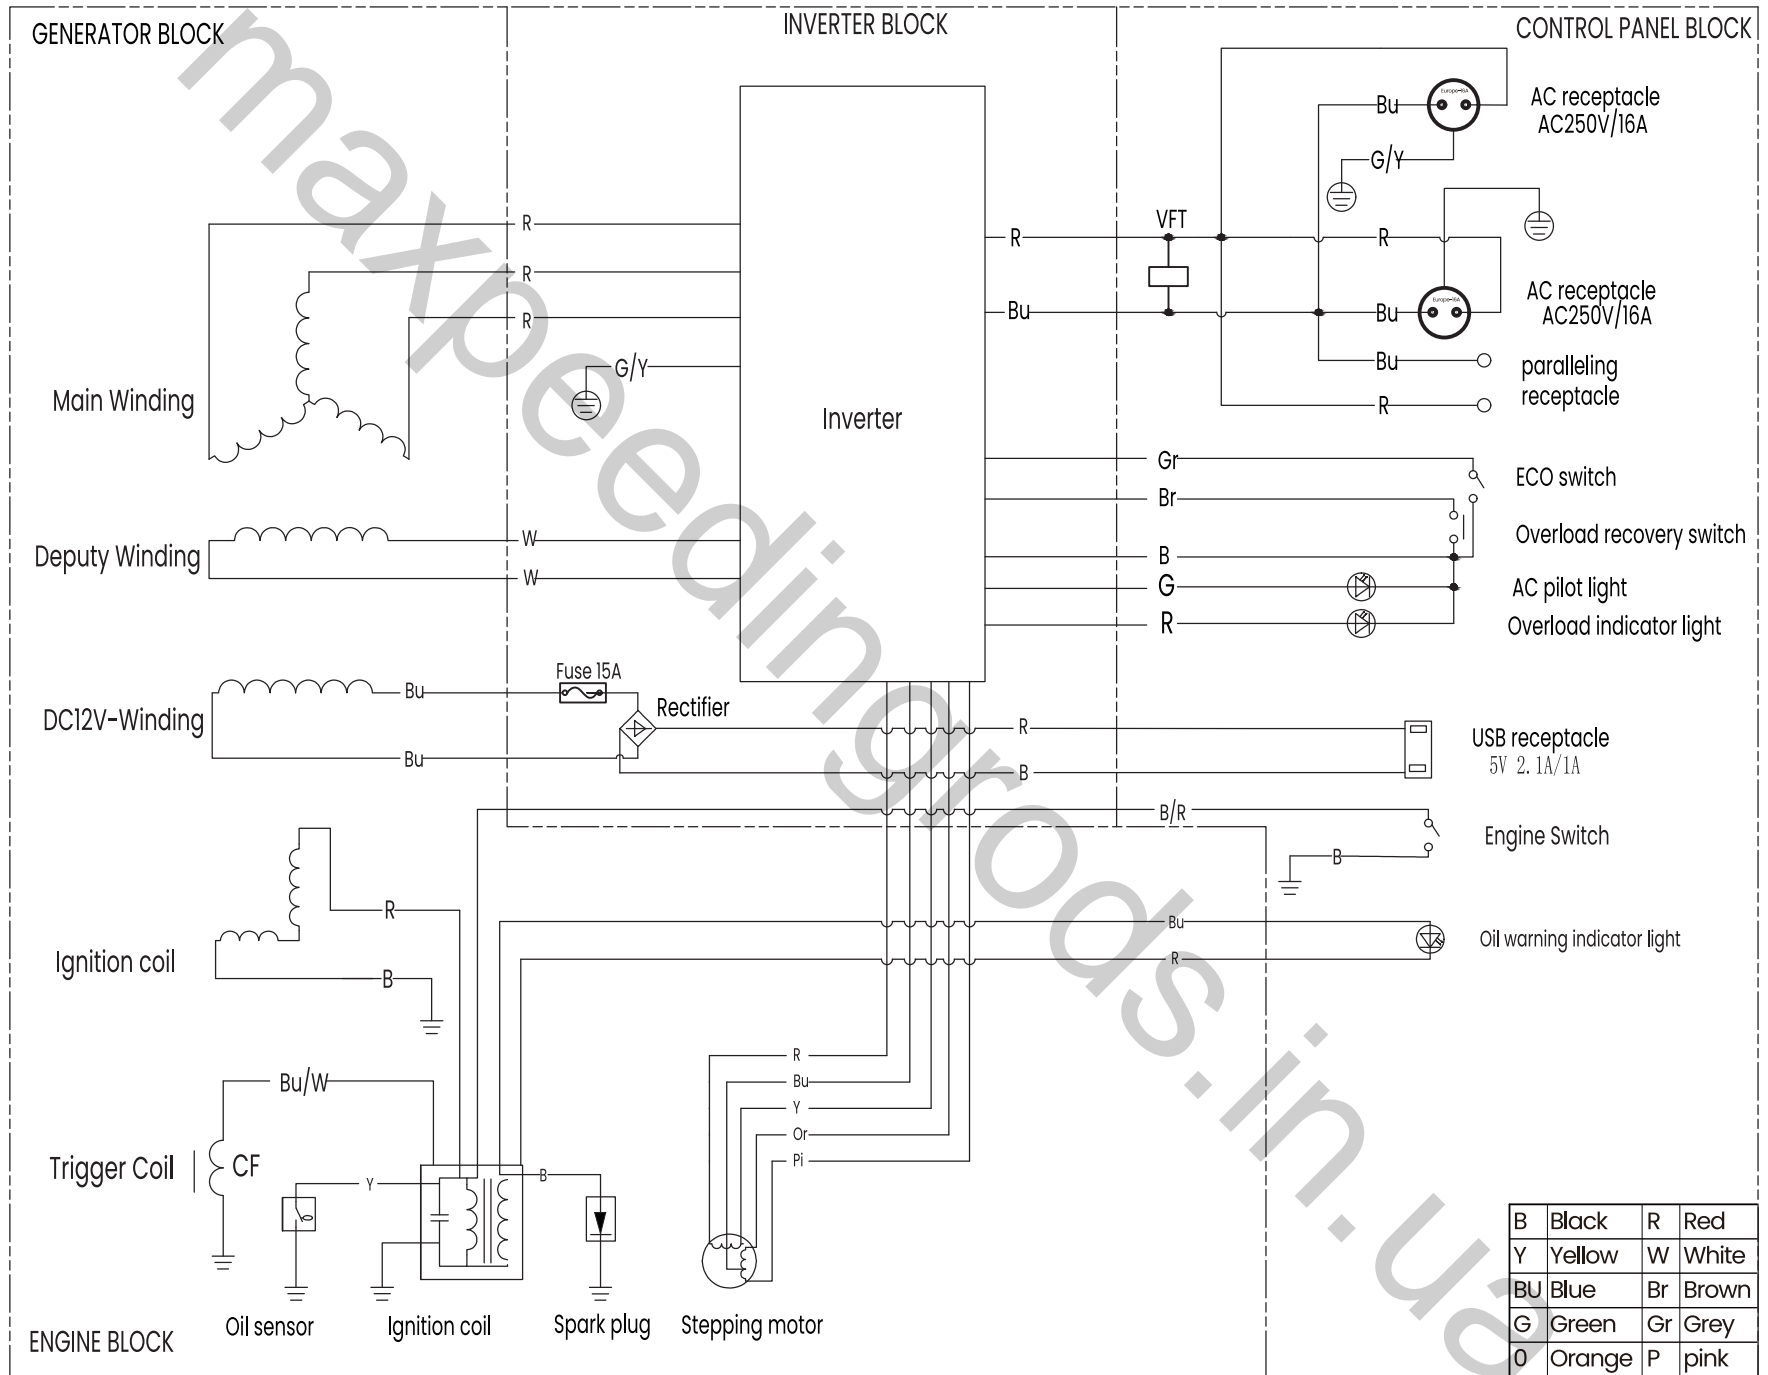 GENERATOR BLOCK
INVERTER BLOCK
CONTROL PANEL BLOCK
maxpeedingrods.in.ua
Europe-16A
Bu
AC receptacle
AC250V/16A
G/Y
R
R
R
G/Y
Main Winding
Inverter
VFT
R
R
Bu
Europe-16A
Bu
AC receptacle
AC250V/16A
Bu
R
paralleling
receptacle
Gr
ECO switch
Br
Overload recovery switch
B
G
AC pilot light
R
Overload indicator light
Deputy Winding
W
W
DC12V-Winding
Bu
Bu
Fuse 15A
Rectifier
R
B
USB receptacle
5V 2.1A/1A
B/R
Engine Switch
B
Ignition coil
R
B
Bu
R
Oil warning indicator light
R
Bu
Y
Or
Pi
Bu/W
Trigger Coil
CF
Y
B
Oil sensor
Ignition coil
Spark plug
Stepping motor
ENGINE BLOCK
B Black R Red
Y Yellow W White
BU Blue Br Brown
G Green Gr Grey
0 Orange P pink